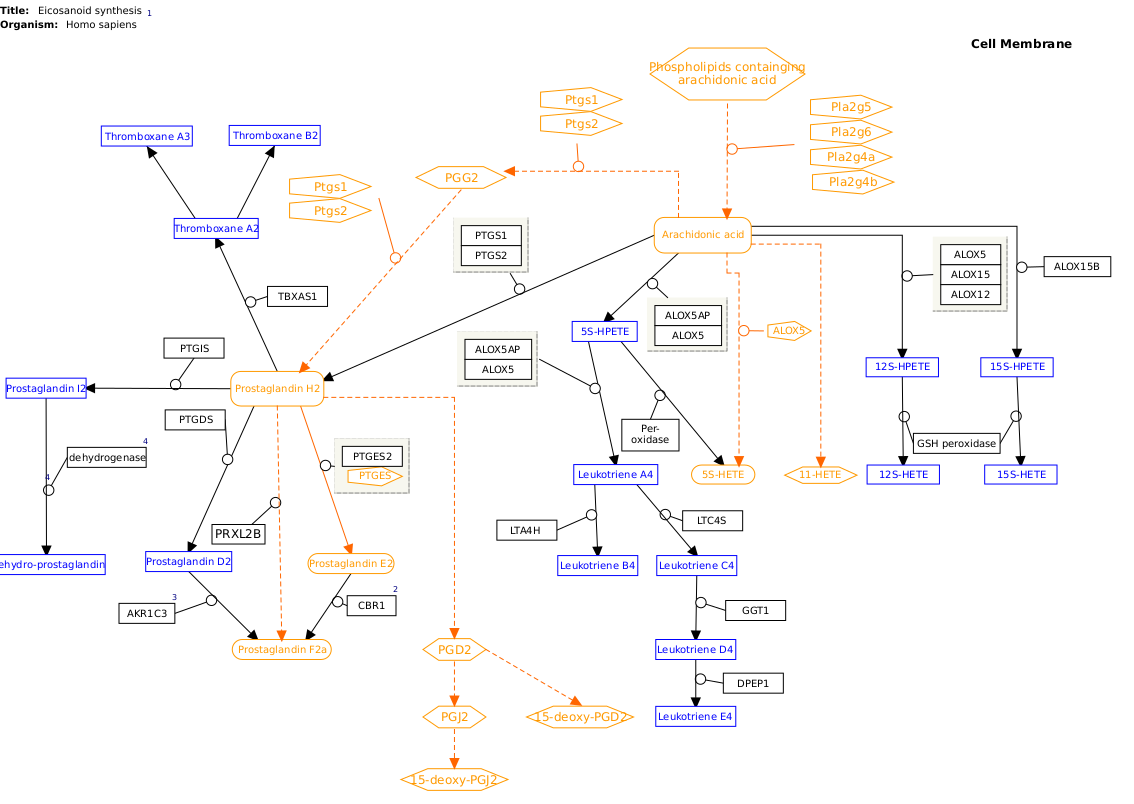 Title: Eicosanoid synthesis 1
Organism: Homo sapiens
Cell Membrane
Phospholipids containging
arachidonic acid
Ptgs1
Ptgs2
Pla2g5
Pla2g6
Pla2g4a
Pla2g4b
Thromboxane A3
Thromboxane B2
PGG2
Ptgs1
Ptgs2
Thromboxane A2
PTGS1
PTGS2
Arachidonic acid
ALOX5
ALOX15
ALOX12
ALOX15B
TBXAS1
ALOX5AP
ALOX5
5S-HPETE
ALOX5
PTGIS
ALOX5AP
ALOX5
12S-HPETE
15S-HPETE
Prostaglandin I2
Prostaglandin H2
PTGDS
Per-
oxidase
GSH peroxidase
4
dehydrogenase
4
PTGES2
PTGES
Leukotriene A4
5S-HETE
11-HETE
12S-HETE
15S-HETE
PRXL2B
LTA4H
LTC4S
ehydro-prostaglandin
Prostaglandin D2
Prostaglandin E2
Leukotriene B4
Leukotriene C4
3
AKR1C3
2
CBR1
GGT1
Prostaglandin F2a
PGD2
Leukotriene D4
DPEP1
PGJ2
15-deoxy-PGD2
Leukotriene E4
15-deoxy-PGJ2